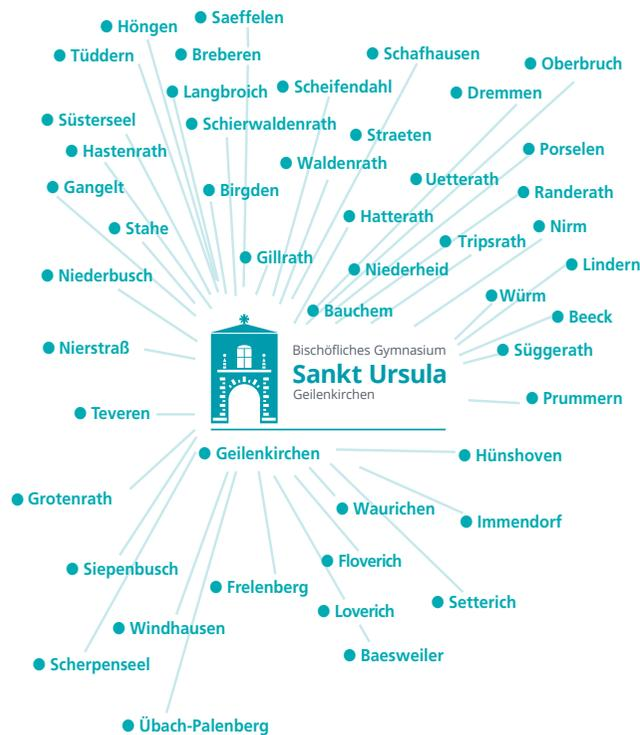 Saeffelen
Höngen
Tüddern
Breberen
Schafhausen
Oberbruch
Langbroich
Scheifendahl
Dremmen
Süsterseel
Schierwaldenrath
Straeten
Hastenrath
Waldenrath
Porselen
Gangelt
Birgden
Uetterath
Randerath
Stahe
Hatterath
Nirm
Gillrath
Tripsrath
Niederbusch
Niederheid
Lindern
Würm
Bauchem
Beeck
Nierstraß
Bischöfliches Gymnasium
Sankt Ursula
Geilenkirchen
Süggerath
Prummern
Teveren
Geilenkirchen
Hünshoven
Grotenrath
Waurichen
Immendorf
Siepenbusch
Floverich
Frelenberg
Setterich
Loverich
Windhausen
Baesweiler
Scherpenseel
Übach-Palenberg